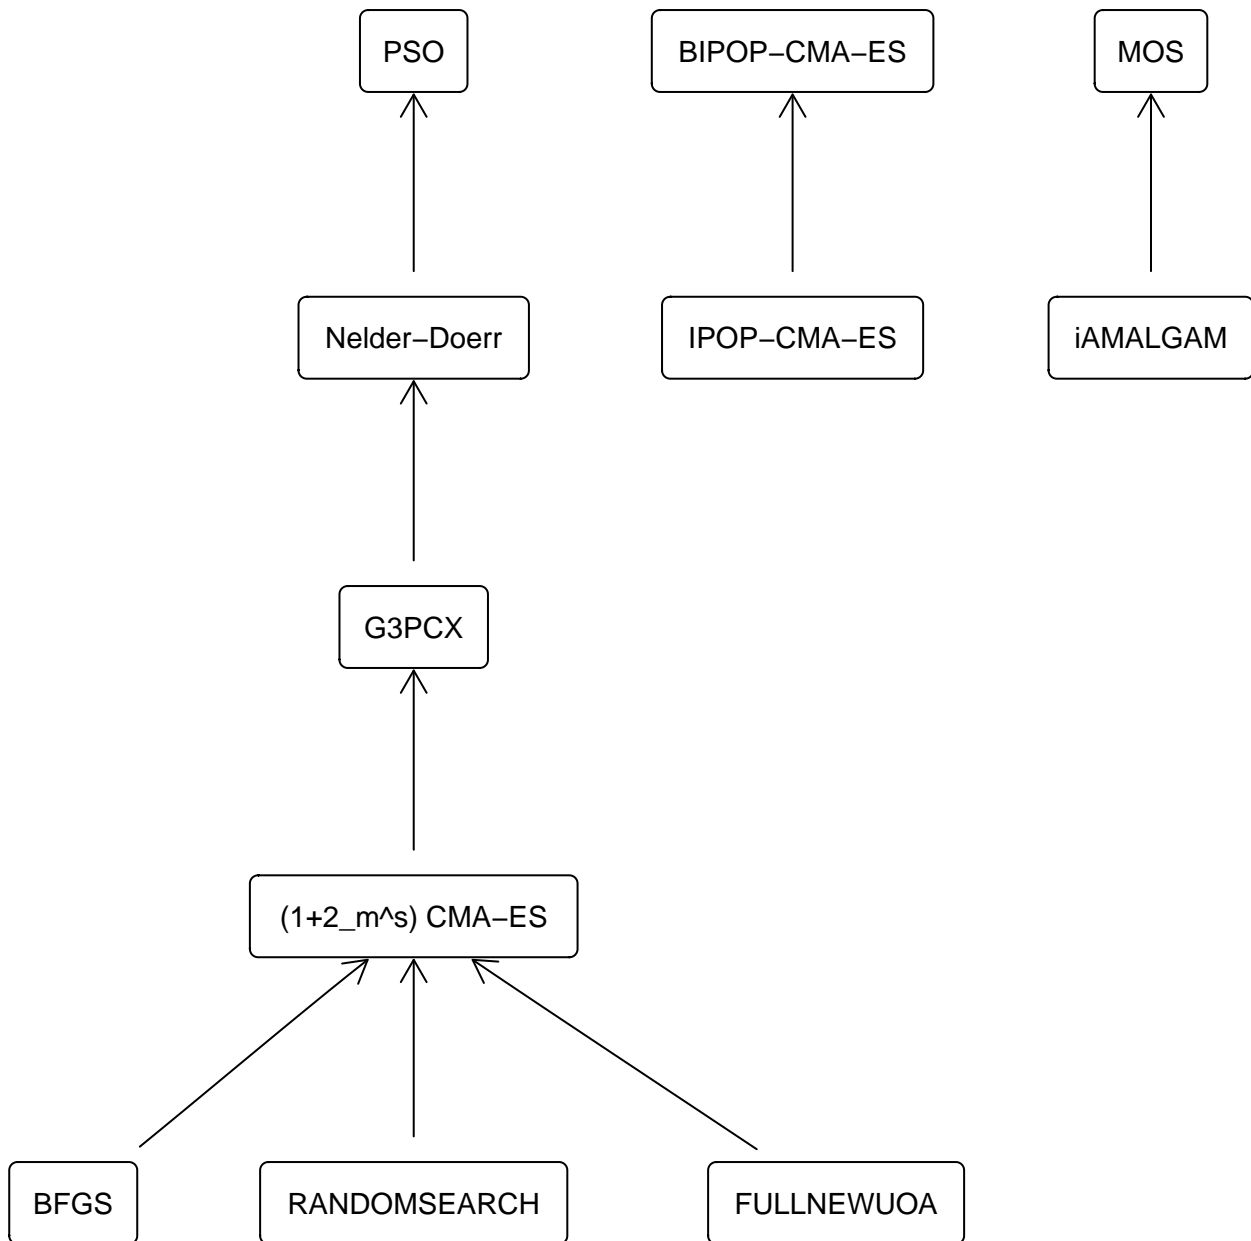 PSO
BIPOP−CMA−ES
MOS
Nelder−Doerr
IPOP−CMA−ES
iAMALGAM
G3PCX
(1+2_m^s) CMA−ES
BFGS
RANDOMSEARCH
FULLNEWUOA